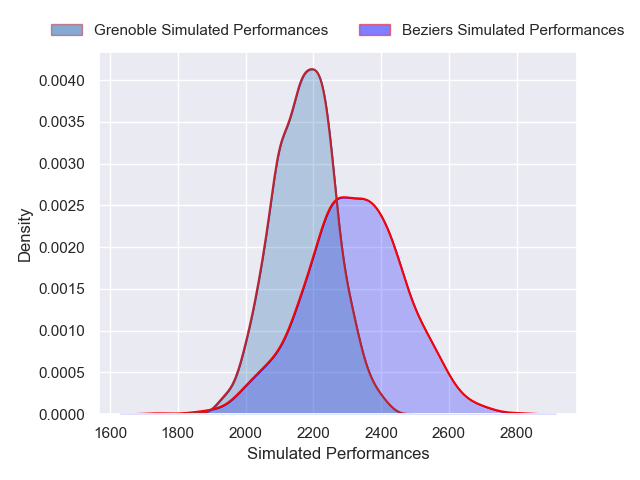 Grenoble Simulated Performances Beziers Simulated Performances
0.0040
0.0035
0.0030
0.0025
0.0020
0.0015
0.0010
0.0005
0.0000
Density
1600 1800 2000 2200 2400 2600 2800
Simulated Performances